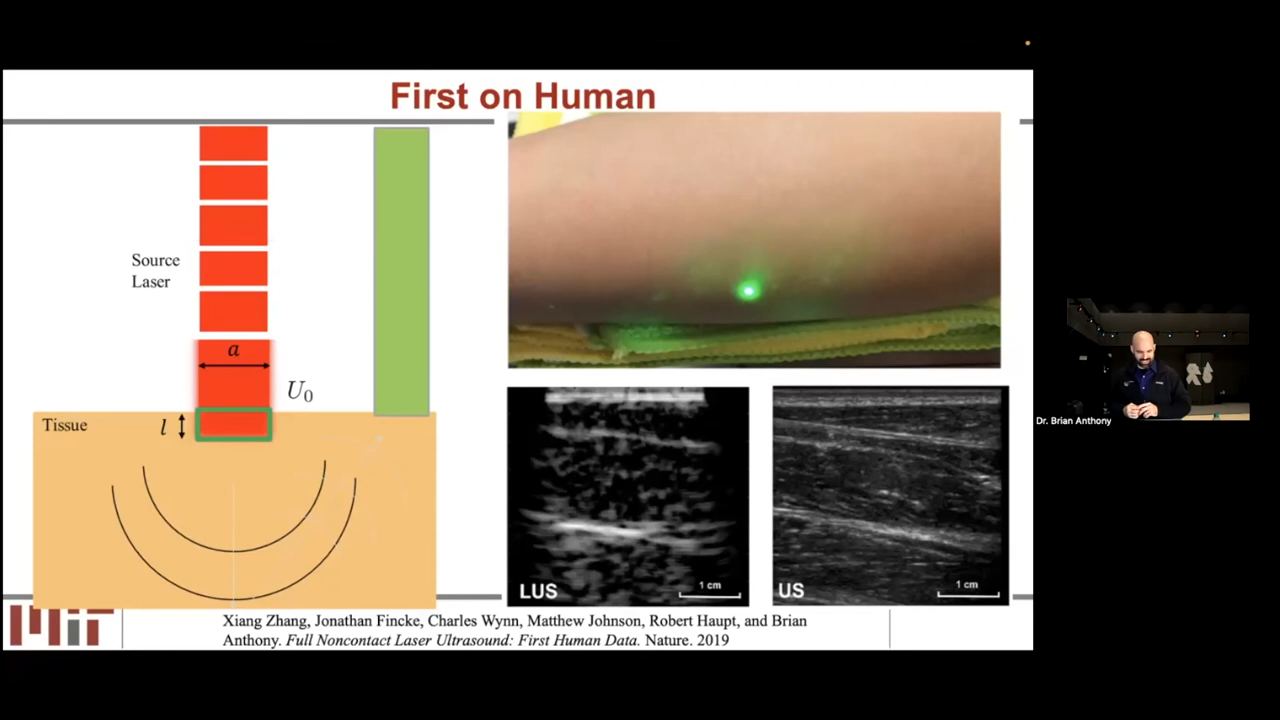 First on Human
Source
Laser
a
U0
Tissue
l
LUS
1 cm
US
1 cm
MIT
Xiang Zhang, Jonathan Fincke, Charles Wynn, Matthew Johnson, Robert Haupt, and Brian
Anthony. Full Noncontact Laser Ultrasound: First Human Data. Nature. 2019
Dr. Brian Anthony